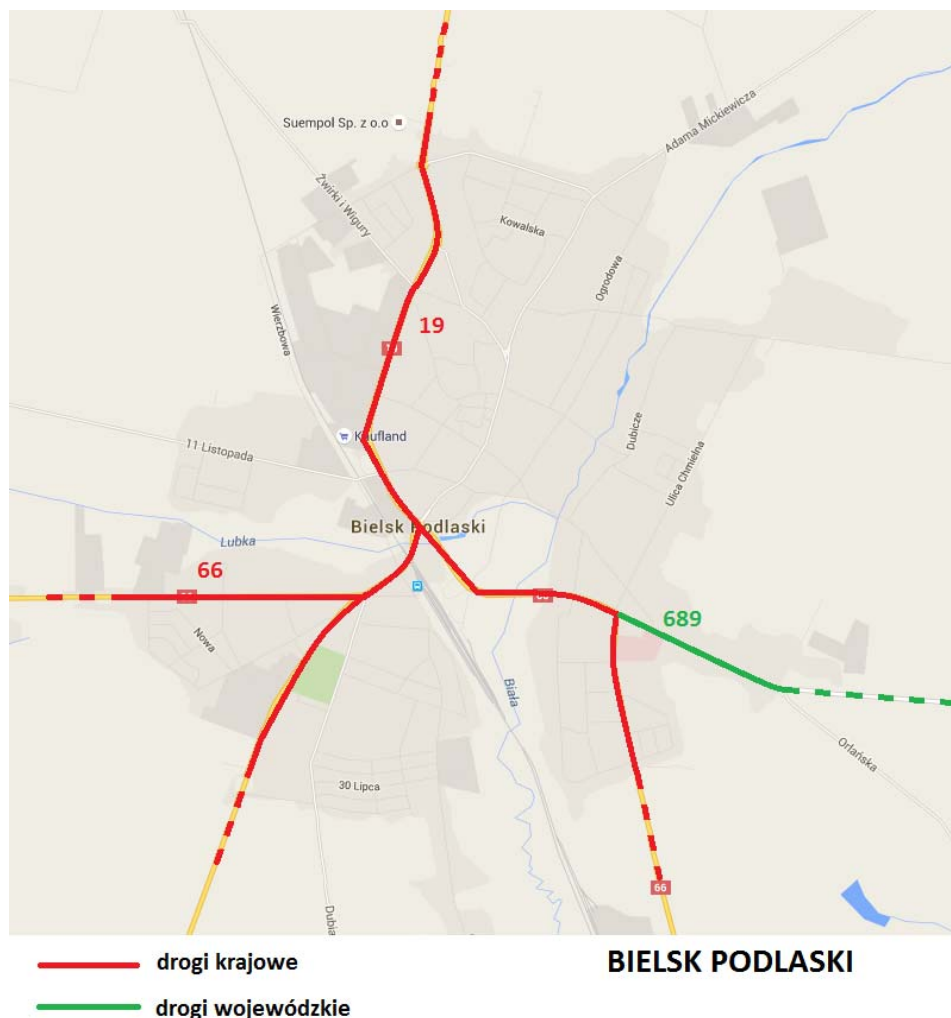 Suempol Sp. z o.o
Adama Mickiewicza
Żwirki i Wigury
Kowalska
Ogrodowa
Wierzbowa
19
Kaufland
Dubicze
11 Listopada
Ulica Chmielna
Bielsk Podlaski
Lubka
66
689
Nowa
Biała
Orlańska
30 Lipca
66
drogi krajowe
BIELSK PODLASKI
drogi wojewódzkie